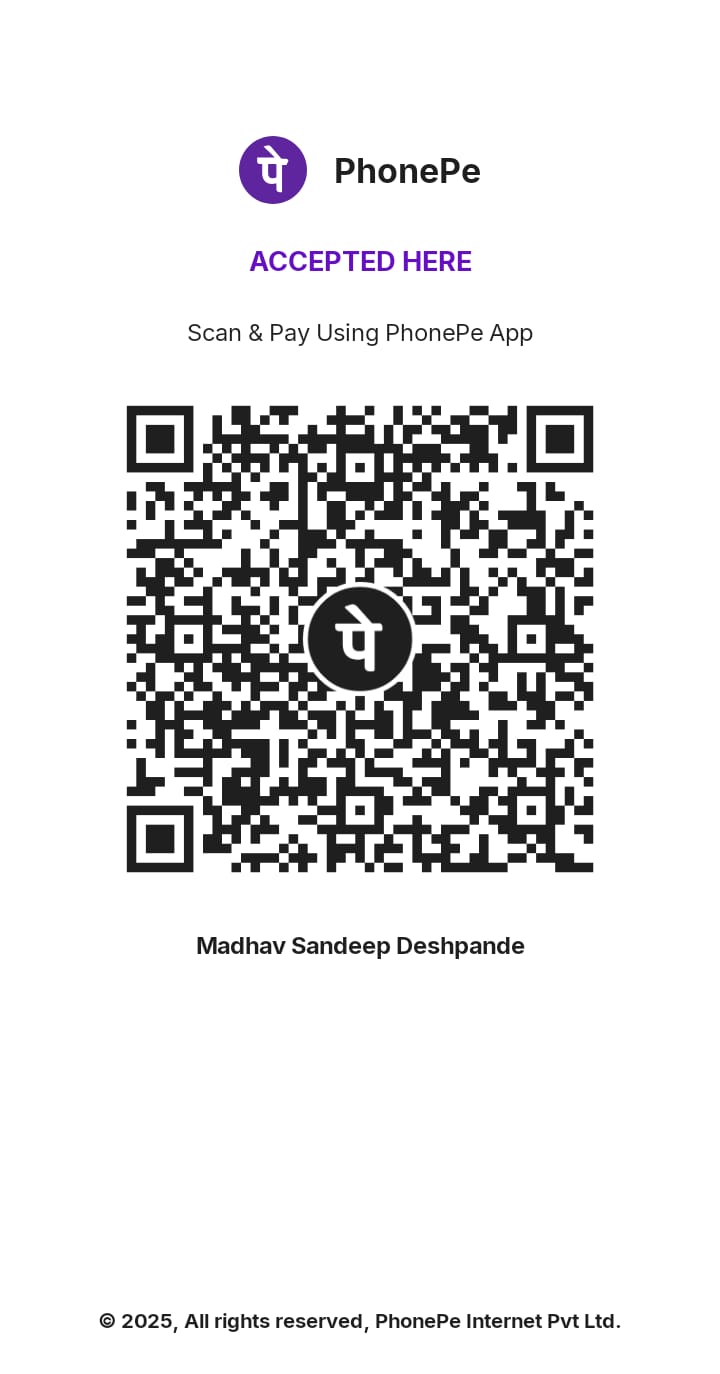 पे PhonePe
ACCEPTED HERE
Scan & Pay Using PhonePe App
पे
Madhav Sandeep Deshpande
© 2025, All rights reserved, PhonePe Internet Pvt Ltd.